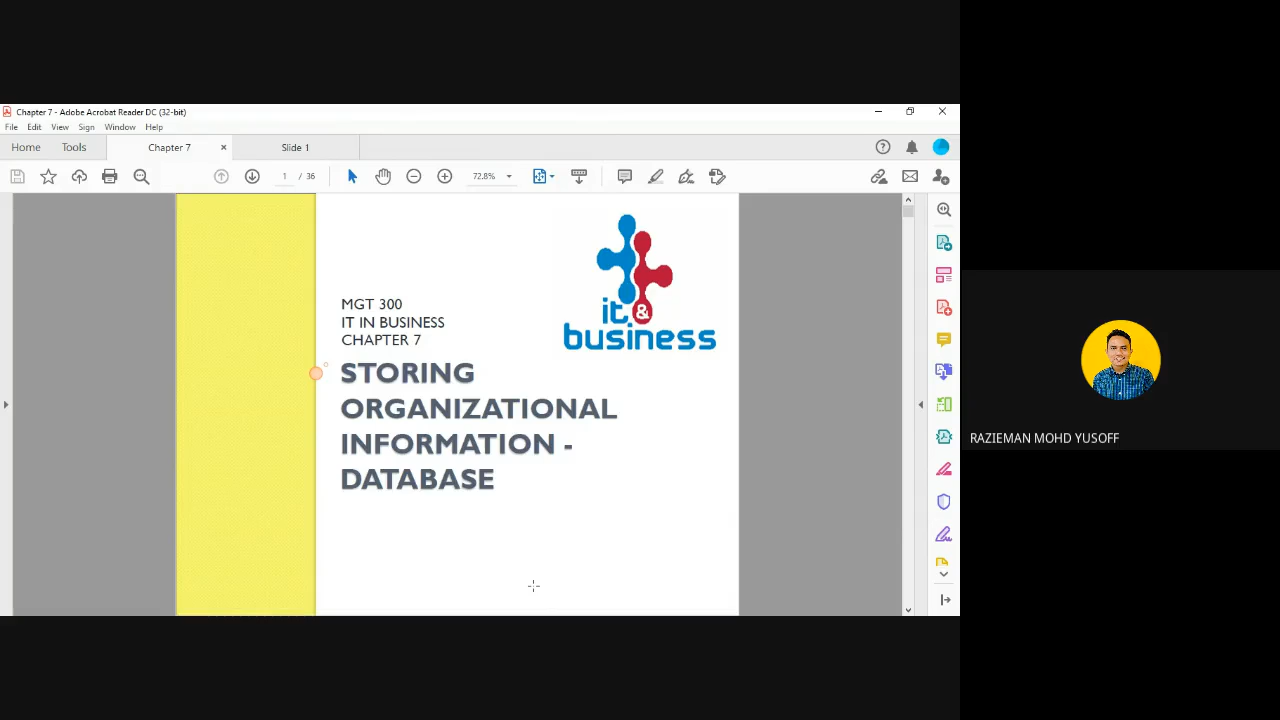 Chapter 7 - Adobe Acrobat Reader DC (32-bit)
File Edit View Sign Window Help
Home Tools Chapter 7 × Slide 1
1 / 36 72.8%
it &
business
MGT 300
IT IN BUSINESS
CHAPTER 7
STORING
ORGANIZATIONAL
INFORMATION -
DATABASE
RAZIEMAN MOHD YUSOFF